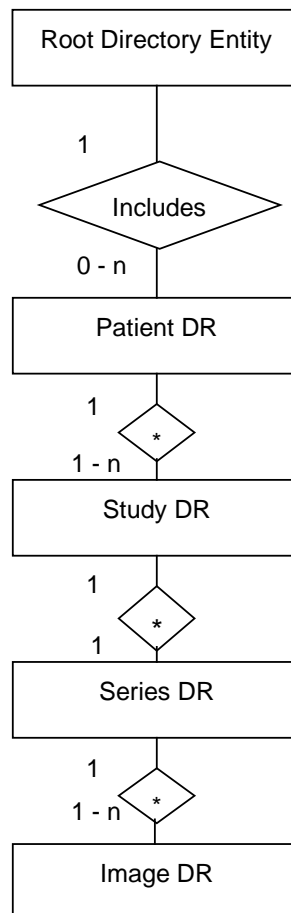 Root Directory Entity
1
Includes
0 - n
Patient DR
1
*
1 - n
Study DR
1
*
1
Series DR
1
*
1 - n
Image DR